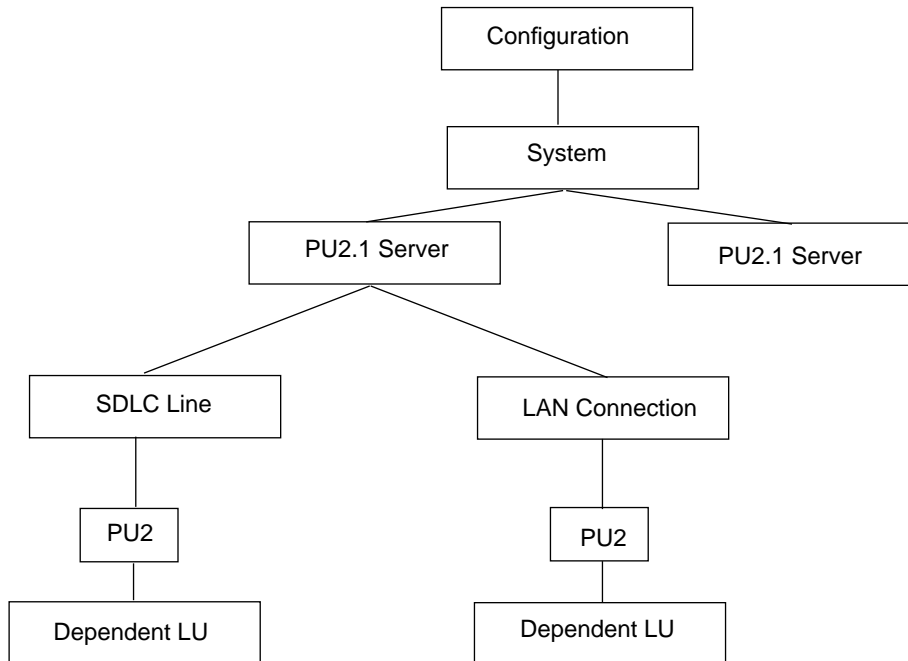 Configuration
System
PU2.1 Server
PU2.1 Server
SDLC Line
LAN Connection
PU2
PU2
Dependent LU
Dependent LU